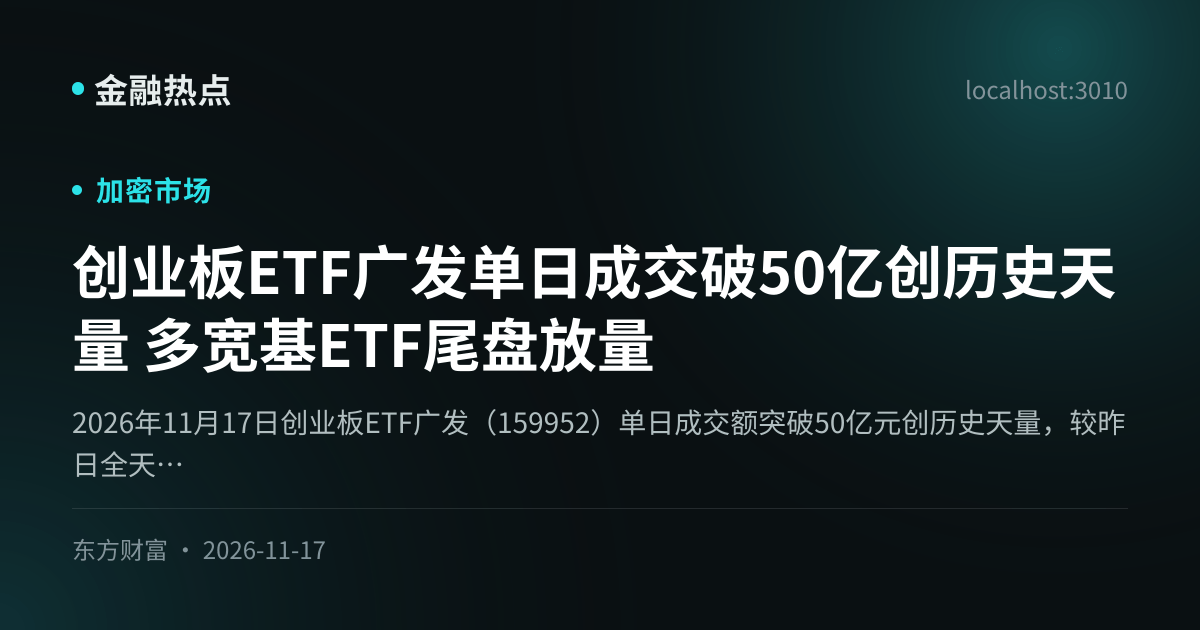 金融热点
localhost:3010
加密市场
创业板ETF广发单日成交破50亿创历史天
量 多宽基ETF尾盘放量
2026年11月17日创业板ETF广发（159952）单日成交额突破50亿元创历史天量，较昨
日全天…
东方财富 • 2026-11-17